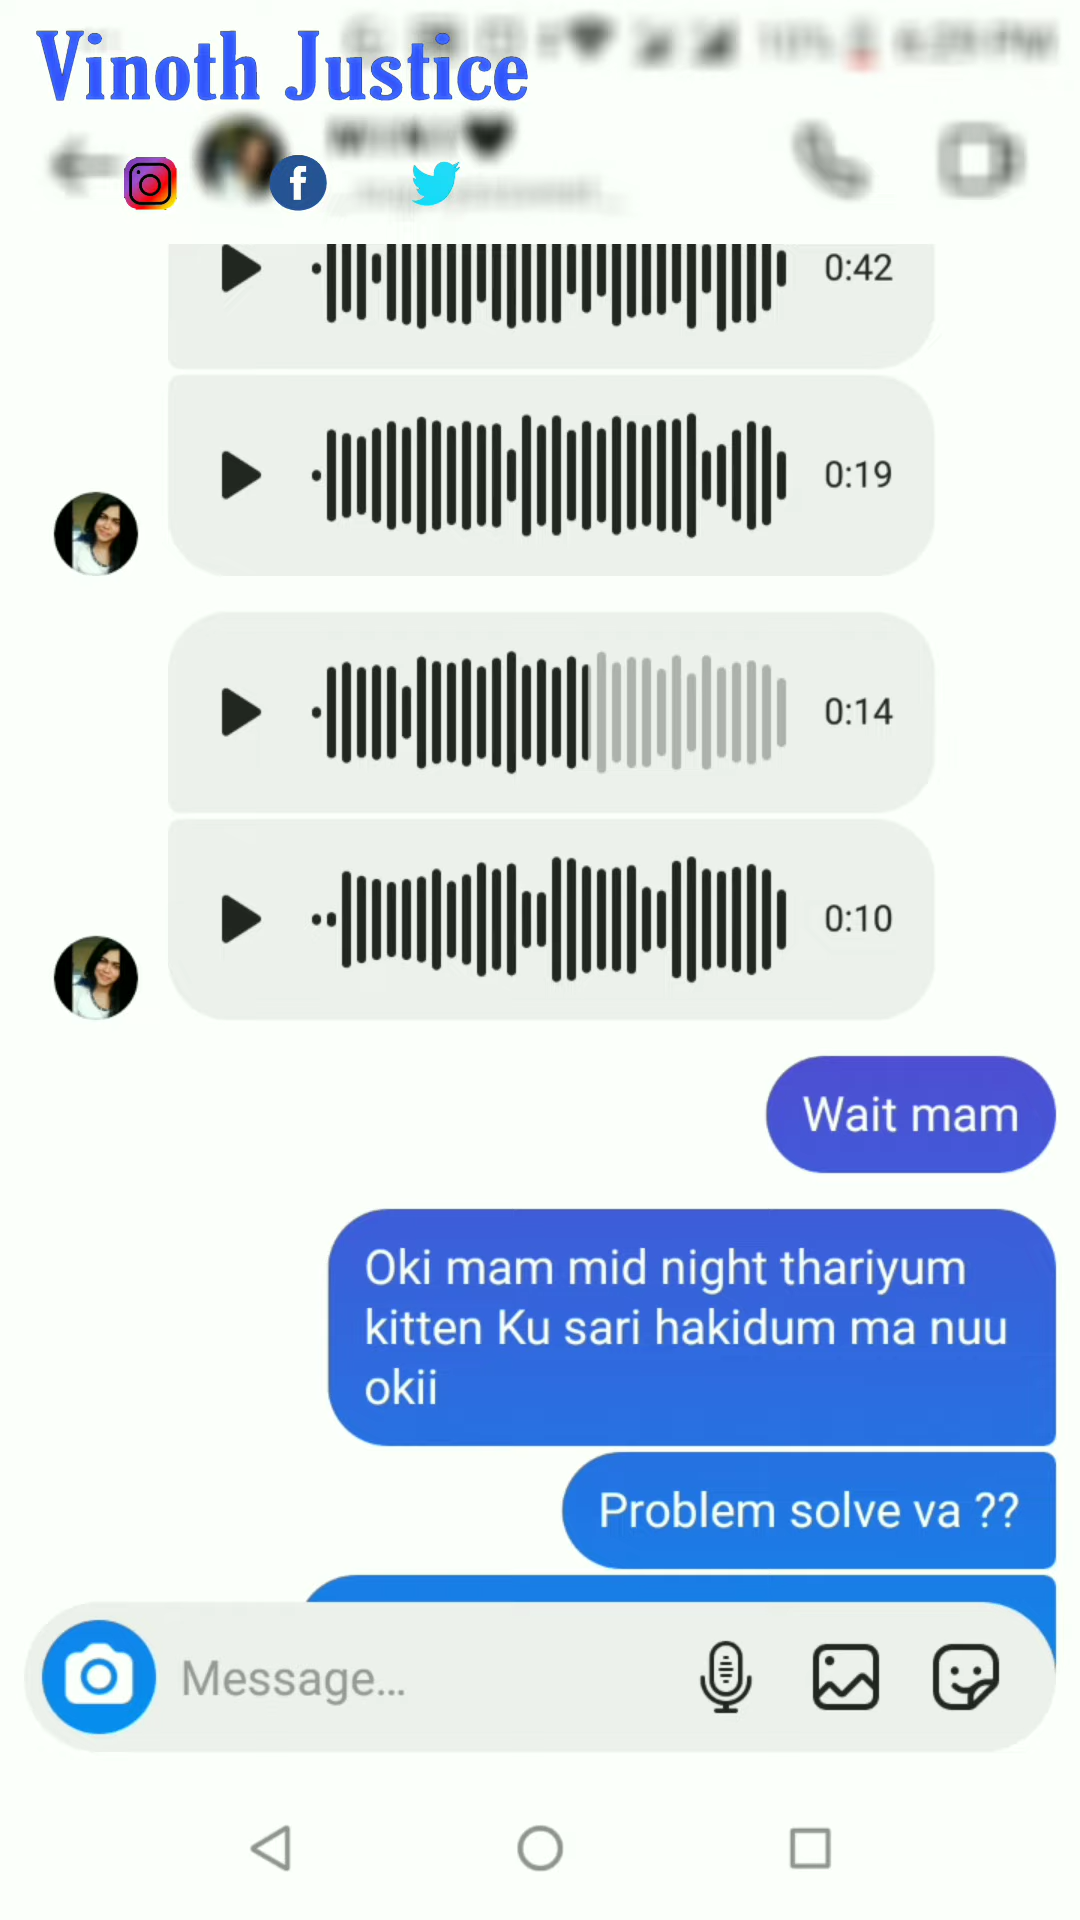 Vinoth Justice
0:42
0:19
0:14
0:10
Wait mam
Oki mam mid night thariyum
kitten Ku sari hakidum ma nuu
okii
Problem solve va ??
Message...